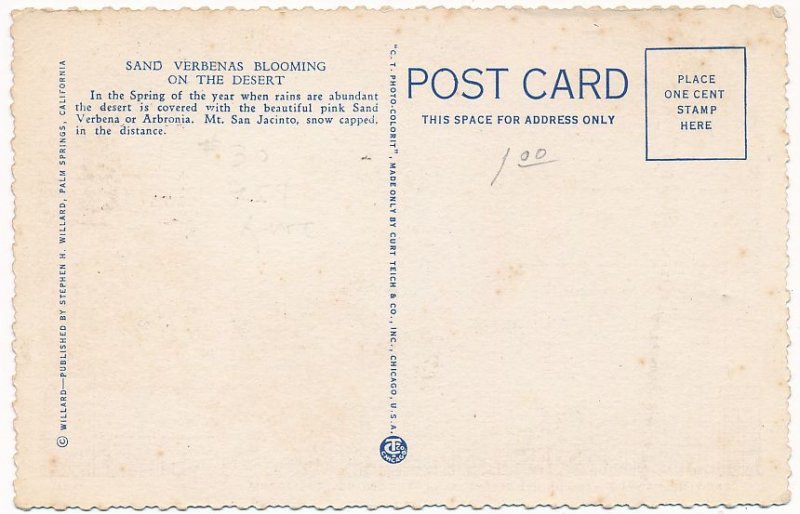 SAND VERBENAS BLOOMING
ON THE DESERT
In the Spring of the year when rains are abundant
the desert is covered with the beautiful pink Sand
Verbena or Arbronia. Mt. San Jacinto, snow capped,
in the distance.
© WILLARD—PUBLISHED BY STEPHEN H. WILLARD, PALM SPRINGS, CALIFORNIA
"C. T. PHOTO-COLORIT", MADE ONLY BY CURT TEICH & CO., INC., CHICAGO, U.S.A.
POST CARD
THIS SPACE FOR ADDRESS ONLY
PLACE
ONE CENT
STAMP
HERE
1 00